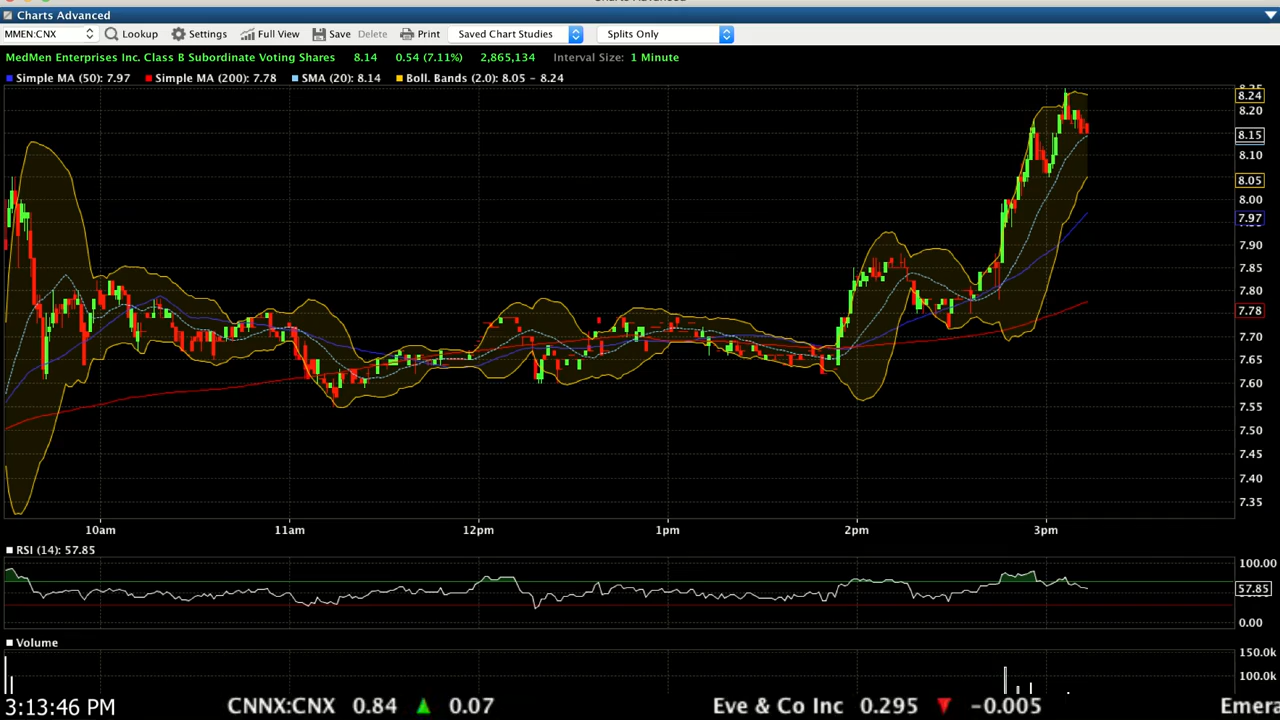 Charts Advanced
MMEN:CNX Lookup Settings Full View Save Delete Print Saved Chart Studies Splits Only
MedMen Enterprises Inc. Class B Subordinate Voting Shares 8.14 0.54 (7.11%) 2,865,134 Interval Size: 1 Minute
Simple MA (50): 7.97 Simple MA (200): 7.78 SMA (20): 8.14 Boll. Bands (2.0): 8.05 – 8.24
8.24
8.20
8.15
8.10
8.05
8.00
7.97
7.90
7.85
7.80
7.78
7.70
7.65
7.60
7.55
7.50
7.45
7.40
7.35
10am 11am 12pm 1pm 2pm 3pm
RSI (14): 57.85
100.00
57.85
0.00
Volume
150.0k
100.0k
3:13:46 PM CNNX:CNX 0.84 ▲ 0.07 Eve & Co Inc 0.295 ▼ -0.005